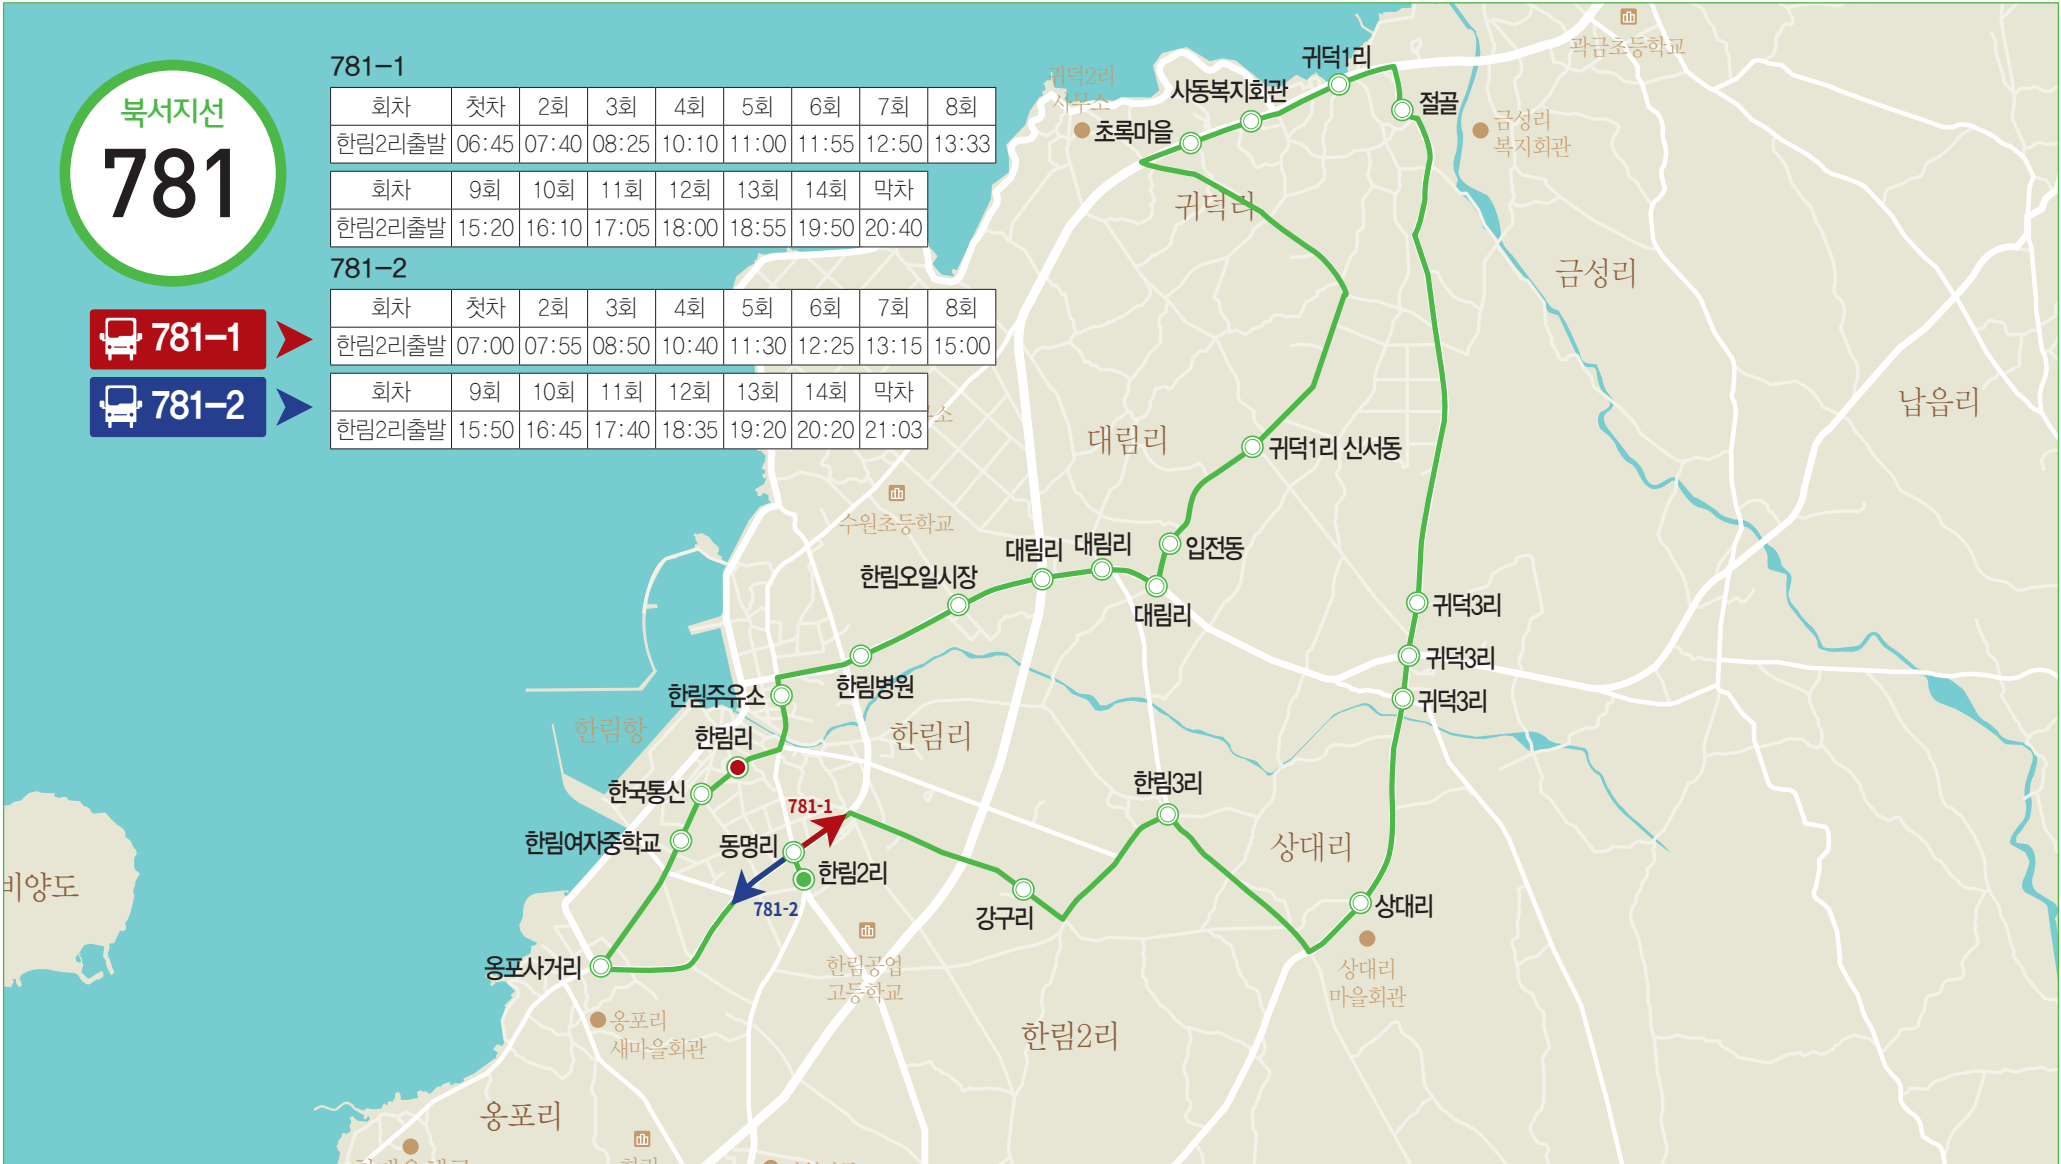 북서지선
781
781-1
회차 첫차 2회 3회 4회 5회 6회 7회 8회
한림2리출발 06:45 07:40 08:25 10:10 11:00 11:55 12:50 13:33
회차 9회 10회 11회 12회 13회 14회 막차
한림2리출발 15:20 16:10 17:05 18:00 18:55 19:50 20:40
781-2
회차 첫차 2회 3회 4회 5회 6회 7회 8회
한림2리출발 07:00 07:55 08:50 10:40 11:30 12:25 13:15 15:00
회차 9회 10회 11회 12회 13회 14회 막차
한림2리출발 15:50 16:45 17:40 18:35 19:20 20:20 21:03
781-1
781-2
곽금초등학교
귀덕1리
귀덕2리
사무소
사동복지회관
절골
초록마을
금성리
복지회관
귀덕리
금성리
납읍리
대림리
귀덕1리 신서동
수원초등학교
대림리
대림리
입전동
한림오일시장
대림리
귀덕3리
귀덕3리
귀덕3리
한림병원
한림주유소
한림항
한림리
한림리
한국통신
한림3리
781-1
한림여자중학교
동명리
상대리
한림2리
비양도
781-2
강구리
상대리
옹포사거리
한림공업
고등학교
상대리
마을회관
옹포리
새마을회관
한림2리
옹포리